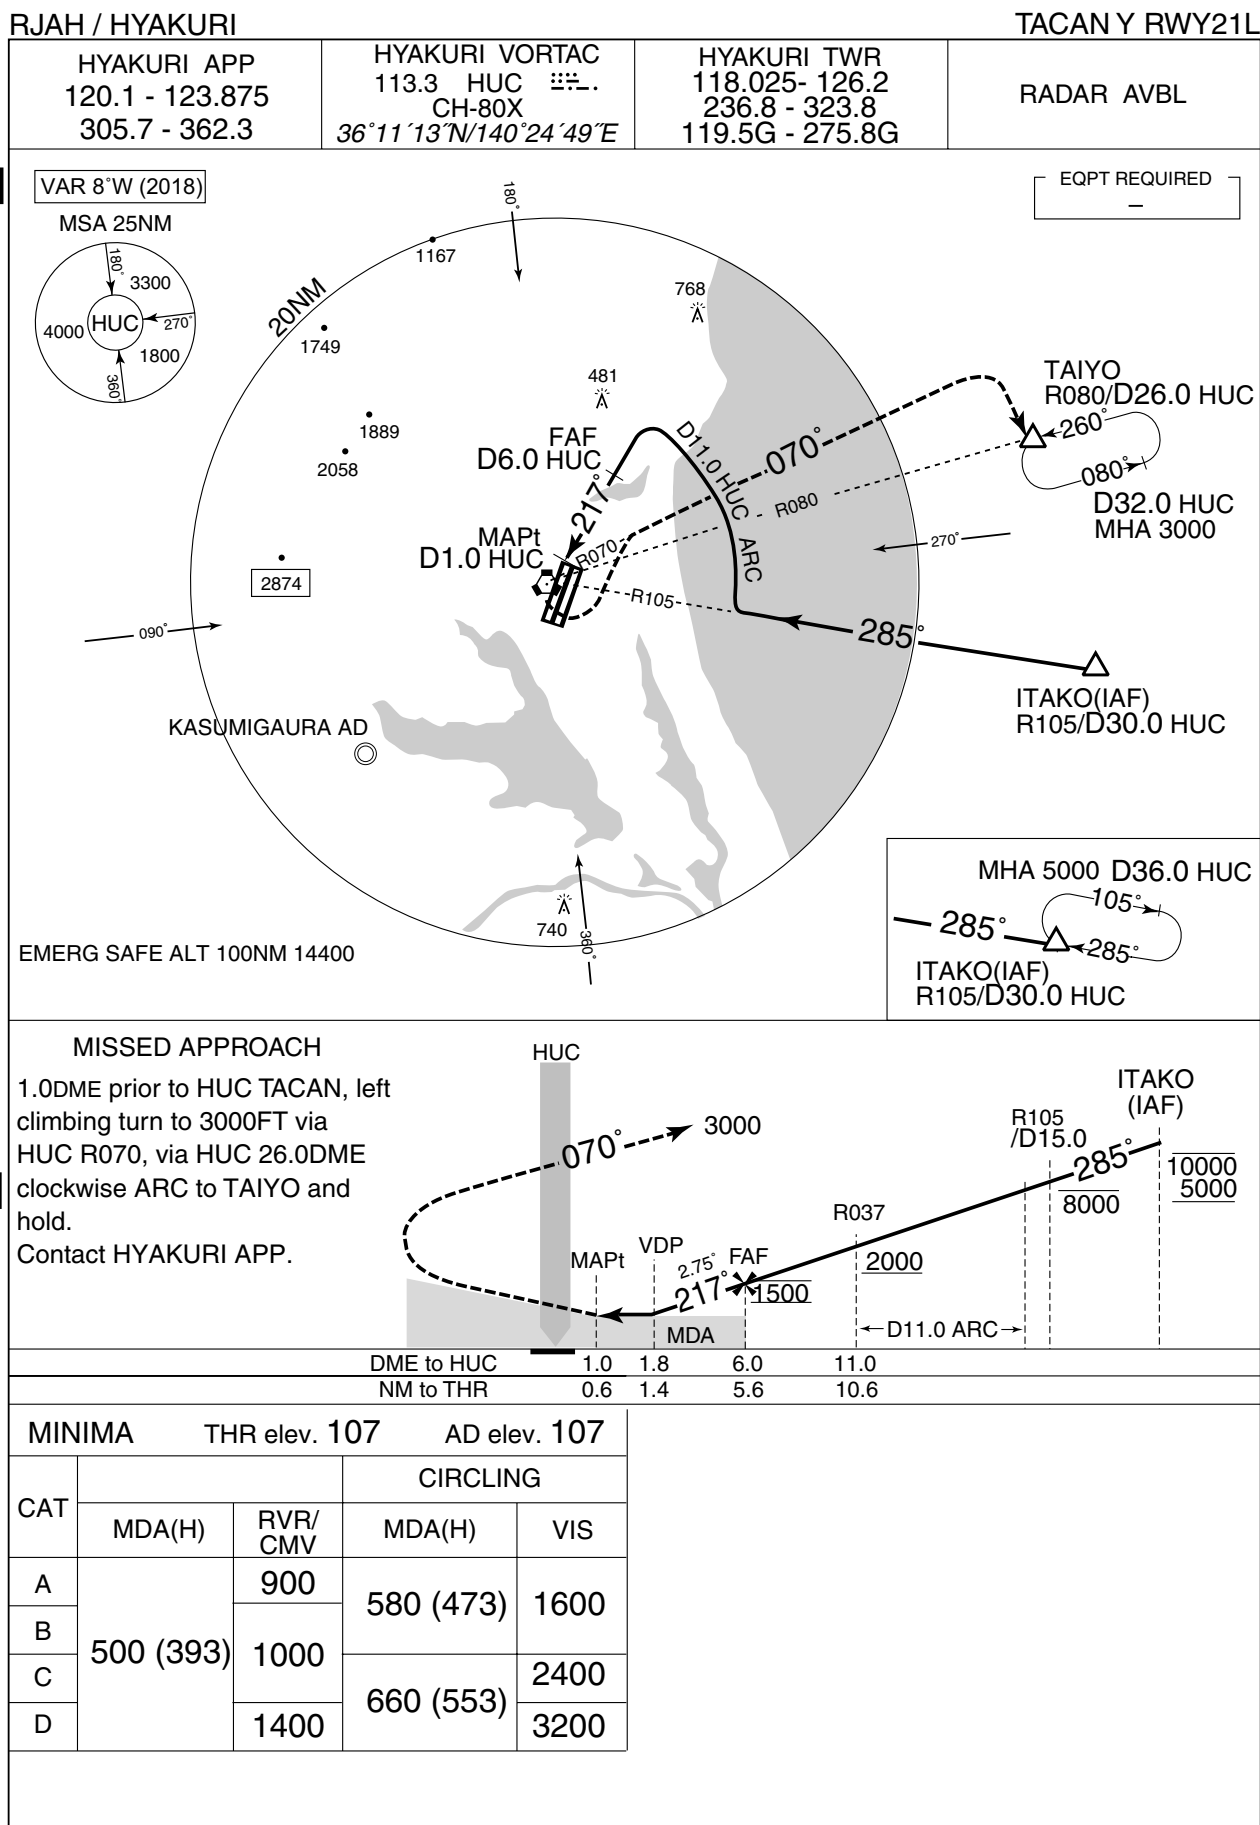 RJAH / HYAKURI
TACAN Y RWY21L
HYAKURI APP
120.1 - 123.875
305.7 - 362.3
HYAKURI VORTAC
113.3 HUC
CH-80X
36°11´13˝N/140°24´49˝E
HYAKURI TWR
118.025- 126.2
236.8 - 323.8
119.5G - 275.8G
RADAR AVBL
VAR 8°W (2018)
MSA 25NM
180°
3300
4000
HUC
270°
1800
360°
EQPT REQUIRED
–
180°
1167
20NM
768
1749
481
TAIYO
R080/D26.0 HUC
260°
080°
D32.0 HUC
MHA 3000
1889
2058
FAF
D6.0 HUC
D11.0 HUC ARC
070°
R080
217°
MAPt
D1.0 HUC
R070
270°
2874
R105
090°
285°
ITAKO(IAF)
R105/D30.0 HUC
KASUMIGAURA AD
740
360°
EMERG SAFE ALT 100NM 14400
MHA 5000 D36.0 HUC
105°
285°
285°
ITAKO(IAF)
R105/D30.0 HUC
MISSED APPROACH
1.0DME prior to HUC TACAN, left
climbing turn to 3000FT via
HUC R070, via HUC 26.0DME
clockwise ARC to TAIYO and
hold.
Contact HYAKURI APP.
HUC
070°
3000
ITAKO
(IAF)
R105
/D15.0
285°
10000
5000
8000
R037
2000
MAPt
VDP
2.75°
FAF
217°
1500
MDA
D11.0 ARC
DME to HUC 1.0 1.8 6.0 11.0
NM to THR 0.6 1.4 5.6 10.6
MINIMA THR elev. 107 AD elev. 107
CAT
CIRCLING
MDA(H)
RVR/
CMV
MDA(H)
VIS
A
900
580 (473)
1600
B
500 (393)
1000
C
2400
660 (553)
D
1400
3200